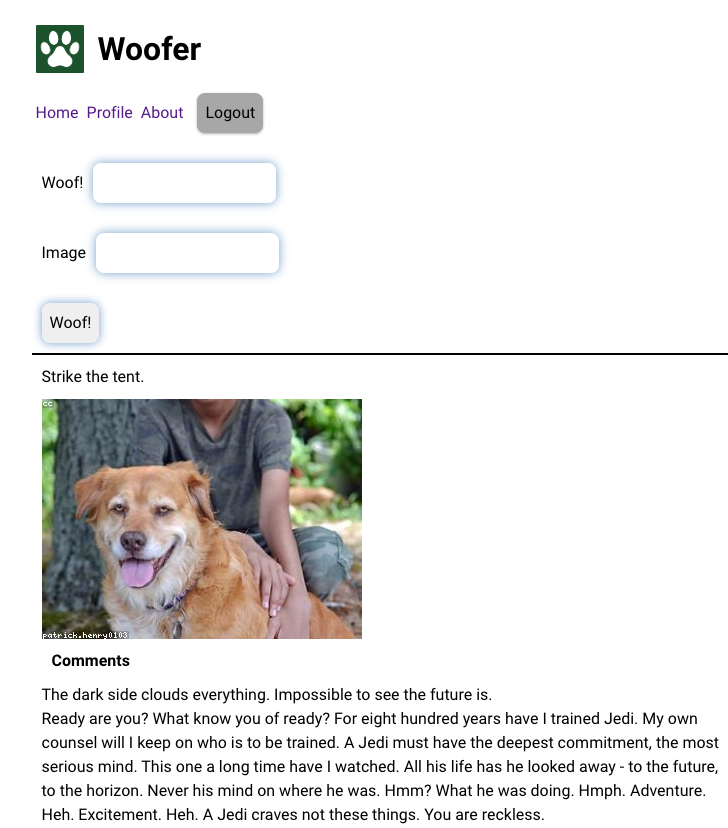 Woofer
Home Profile About Logout
Woof!
Image
Woof!
Strike the tent.
cc
patrick.henry0103
Comments
The dark side clouds everything. Impossible to see the future is.
Ready are you? What know you of ready? For eight hundred years have I trained Jedi. My own
counsel will I keep on who is to be trained. A Jedi must have the deepest commitment, the most
serious mind. This one a long time have I watched. All his life has he looked away - to the future,
to the horizon. Never his mind on where he was. Hmm? What he was doing. Hmph. Adventure.
Heh. Excitement. Heh. A Jedi craves not these things. You are reckless.